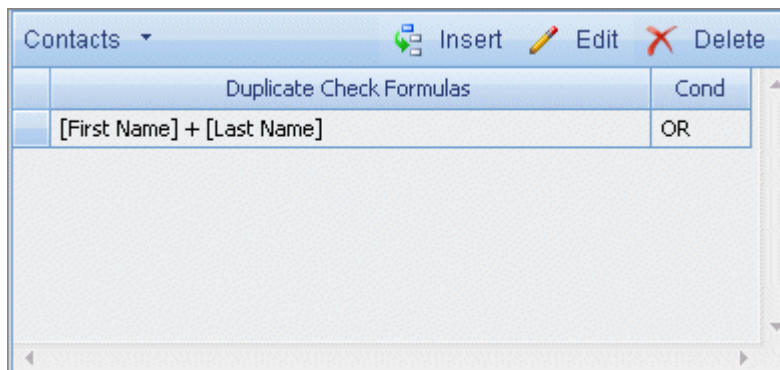 Contacts Insert Edit Delete
Duplicate Check Formulas Cond
[First Name] + [Last Name] OR